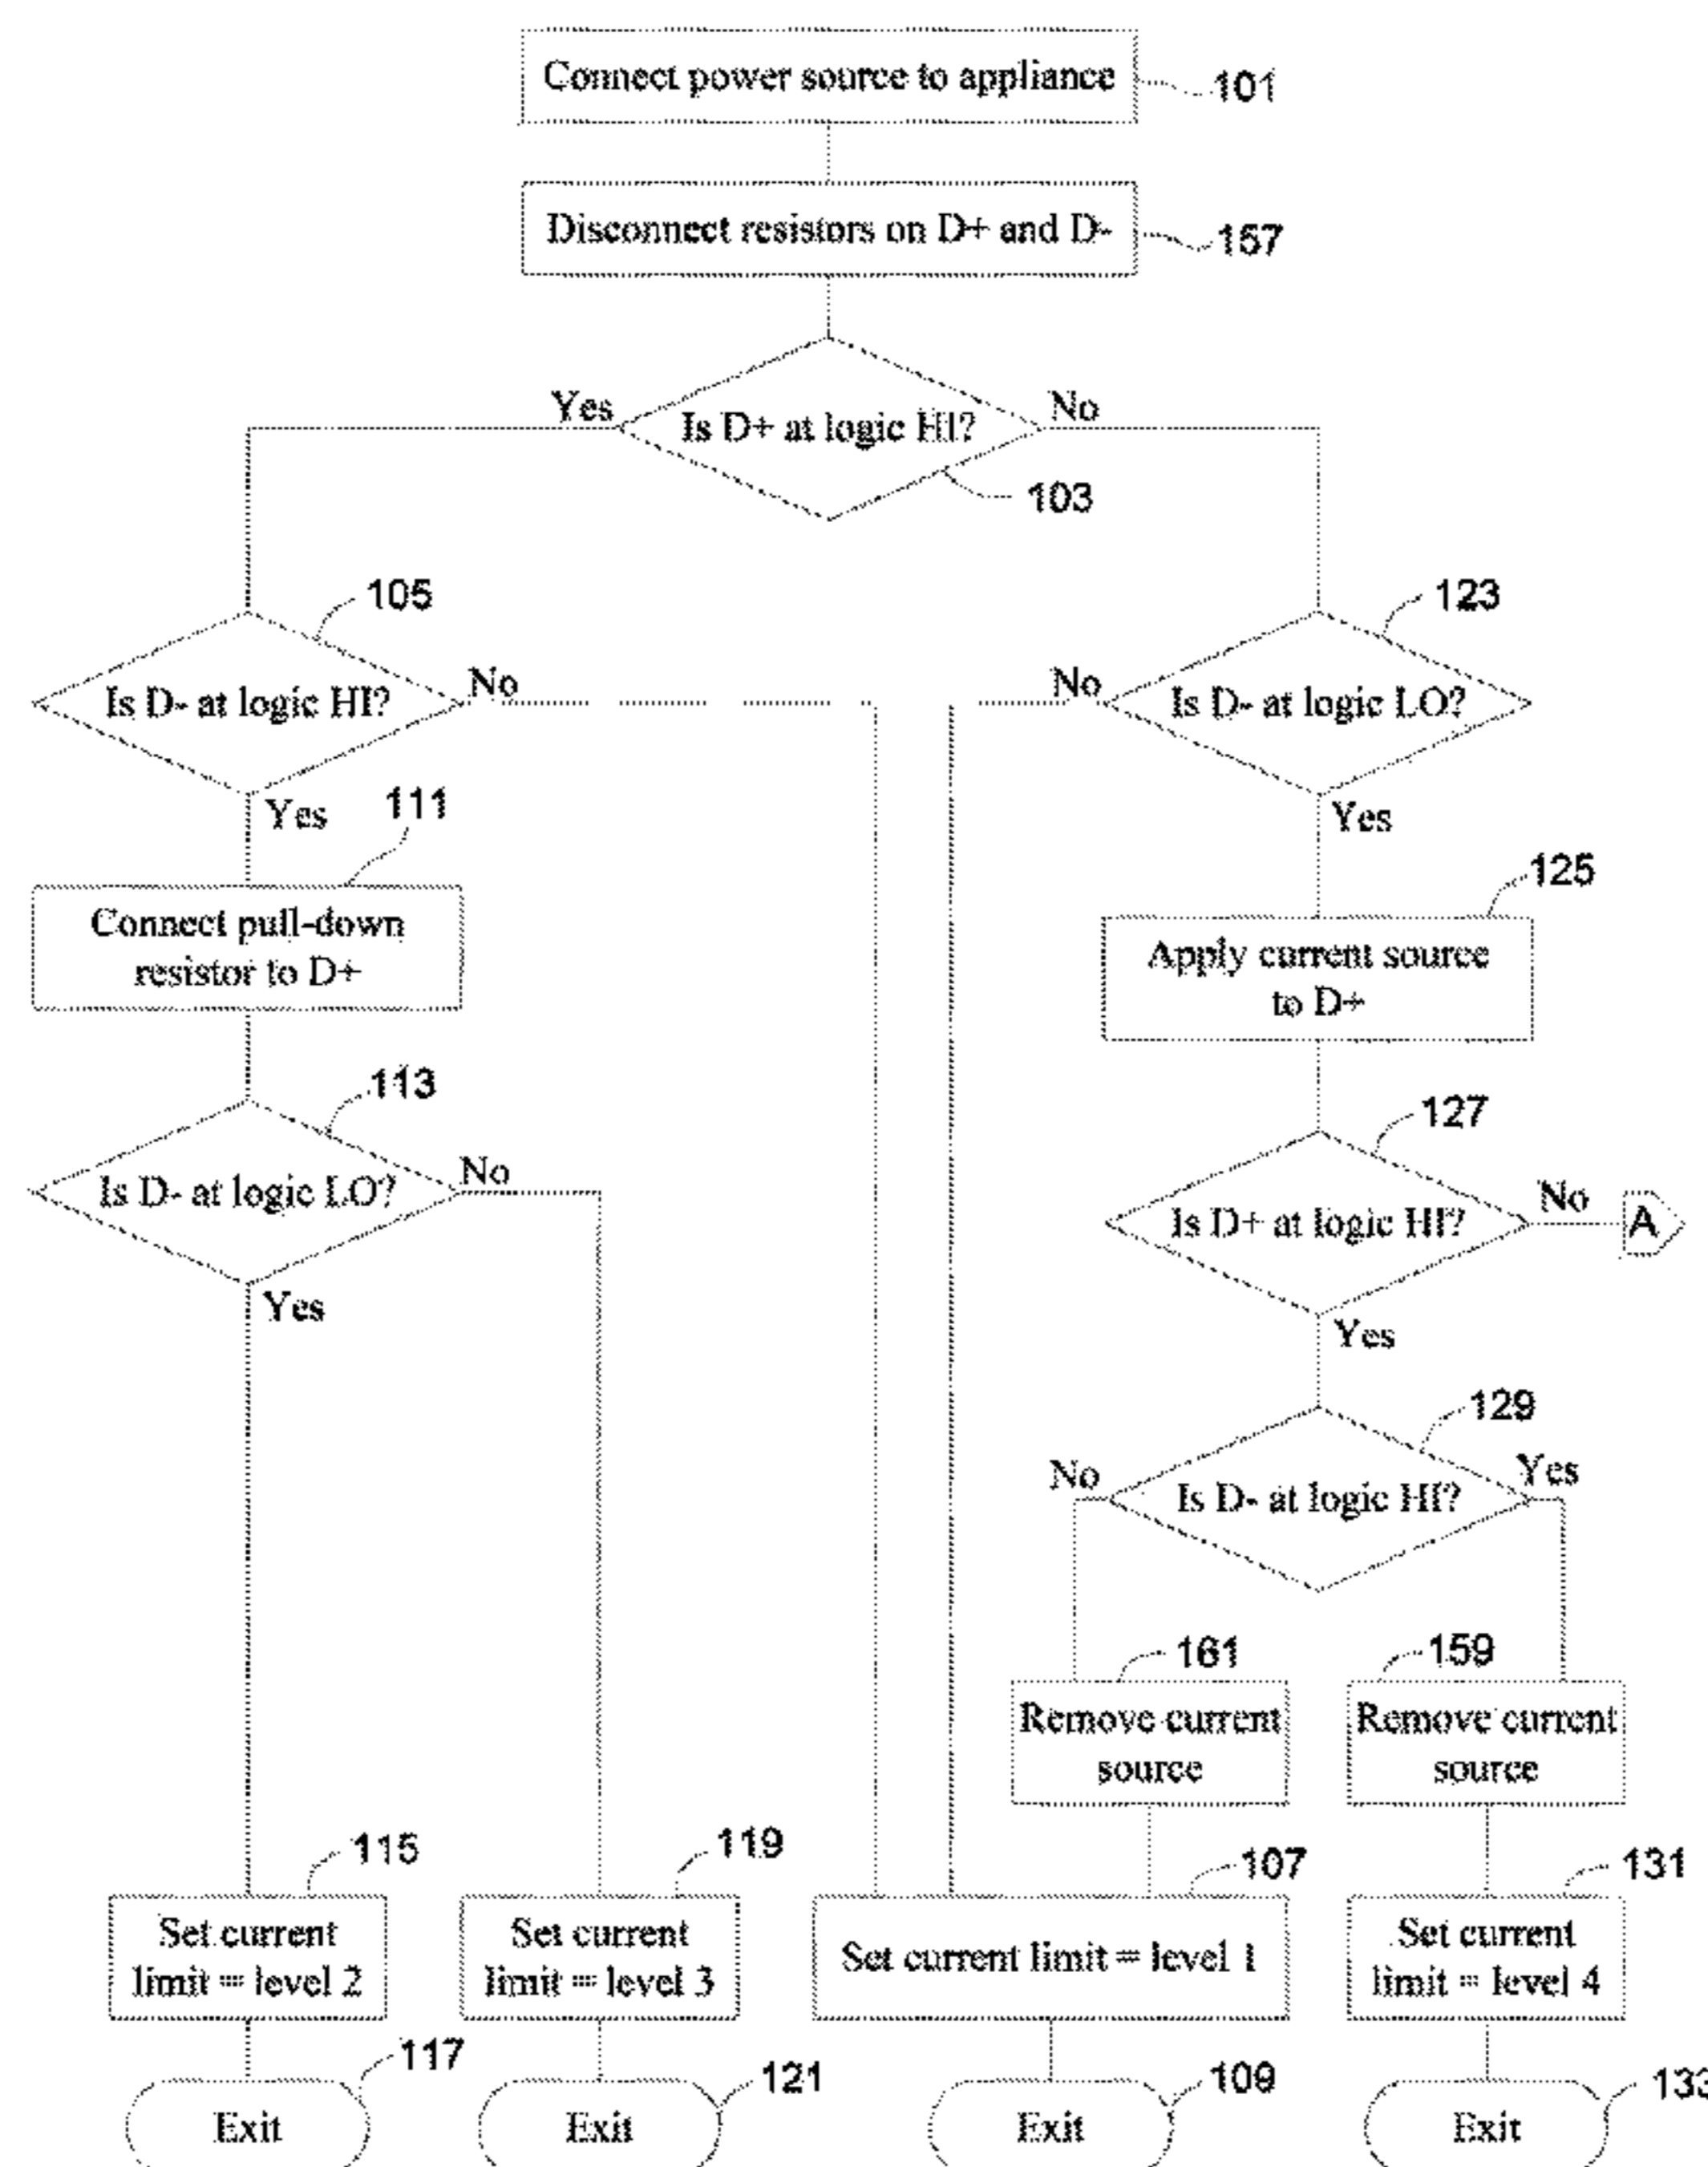 Connect power source to appliance
101
Disconnect resistors on D+ and D-
157
Yes
Is D+ at logic HI?
No
103
105
123
Is D- at logic HI?
No
No
Is D- at logic LO?
Yes
111
Yes
125
Connect pull-down
resistor to D+
Apply current source
to D+
113
127
Is D- at logic LO?
No
Is D+ at logic HI?
No
A
Yes
Yes
129
No
Is D- at logic HI?
Yes
161
159
Remove current
source
Remove current
source
115
119
107
131
Set current
limit = level 2
Set current
limit = level 3
Set current limit = level 1
Set current
limit = level 4
117
121
109
133
Exit
Exit
Exit
Exit